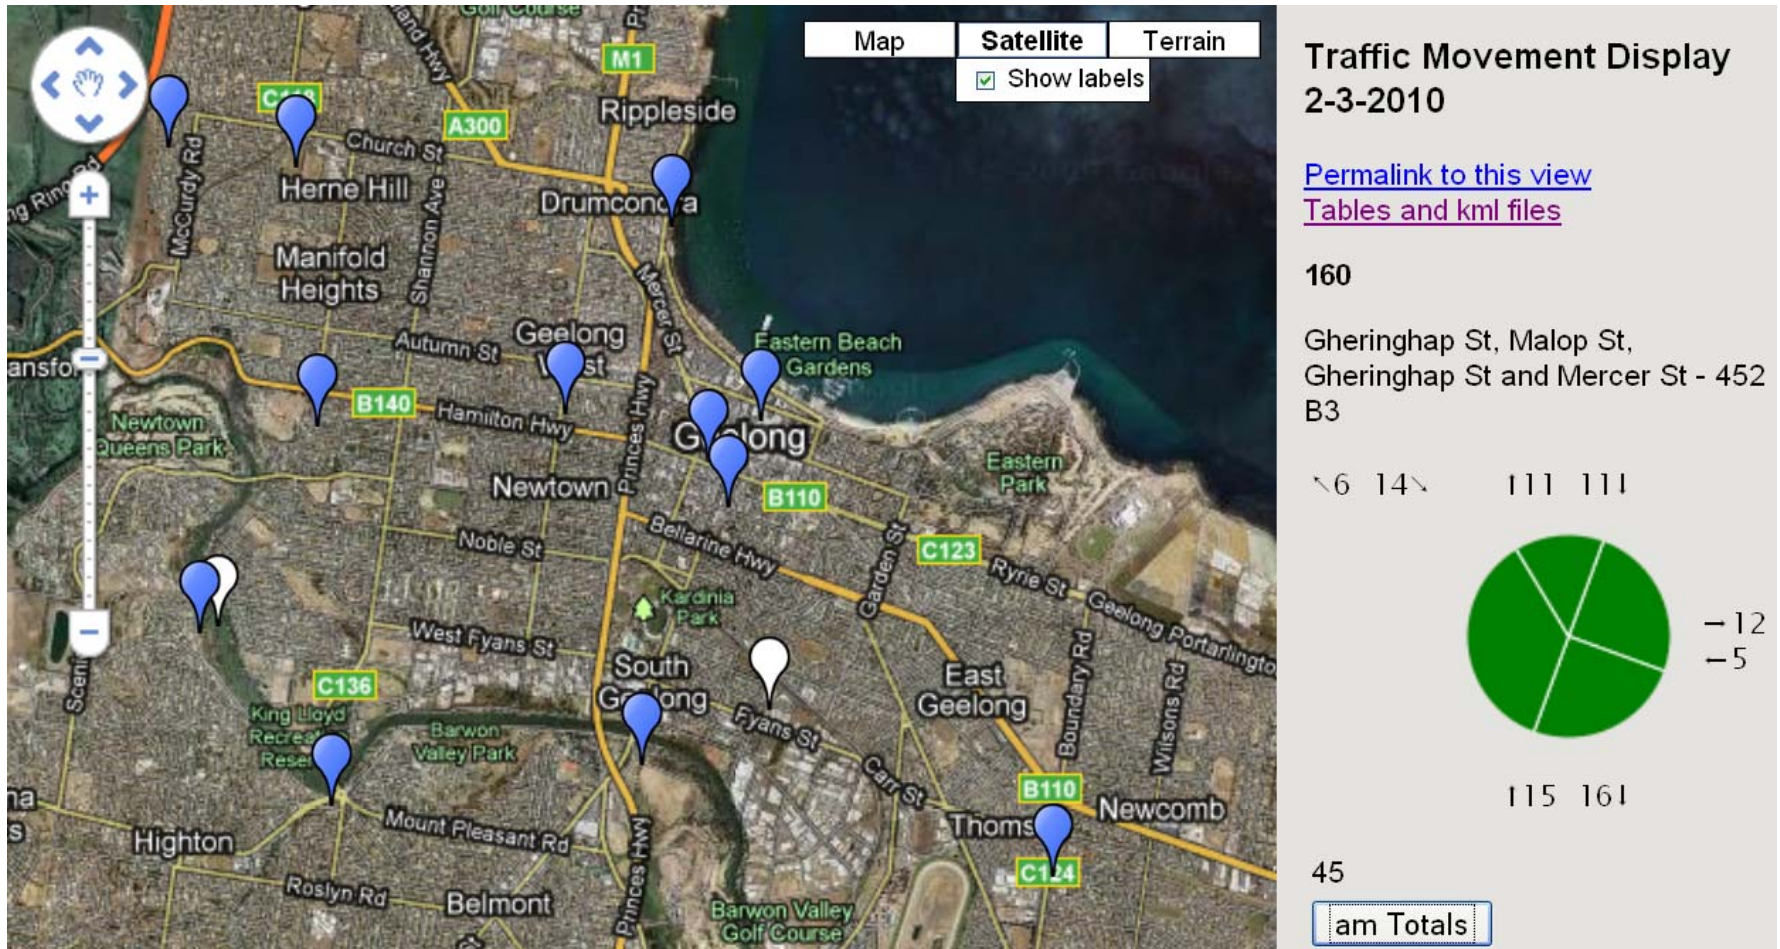 Golf Course
M1
Map
Satellite
Terrain
Show labels
C118
A300
Rippleside
Church St
McCurdy Rd
Herne Hill
Shannon Ave
Drumcondra
Manifold
Heights
Mercer St
Autumn St
Geelong
West
Eastern Beach
Gardens
B140
Hamilton Hwy
Princes Hwy
Geelong
Newtown
Queens Park
Newtown
Eastern
Park
B110
Noble St
Bellarine Hwy
Garden St
C123
Ryrie St
Geelong Portarlingto
Kardinia
Park
West Fyans St
South
Geelong
East
Geelong
Boundary Rd
Wilsons Rd
C136
King Lloyd
Barwon
Valley Park
Fyans St
Carr St
B110
Newcomb
Thoms
Highton
Mount Pleasant Rd
Princes Hwy
C124
Roslyn Rd
Belmont
Barwon Valley
Golf Course
Traffic Movement Display
2-3-2010
Permalink to this view
Tables and kml files
160
Gheringhap St, Malop St,
Gheringhap St and Mercer St - 452
B3
↖6 14↘ ↑11 11↓
→12
←5
↑15 16↓
45
am Totals